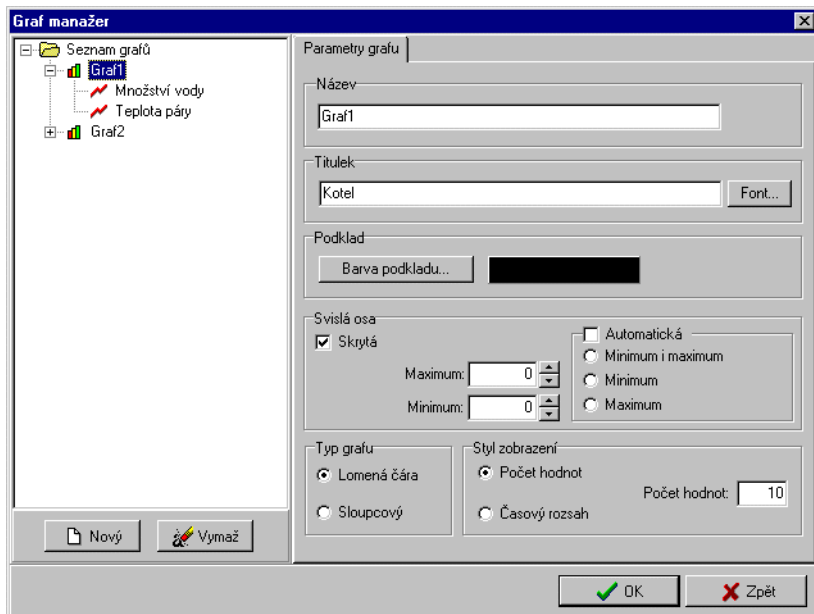 Graf manažer
Seznam grafů
Graf1
Množství vody
Teplota páry
Graf2
Nový
Vymaž
Parametry grafu
Název
Graf1
Titulek
Kotel
Font...
Podklad
Barva podkladu...
Svislá osa
Skrytá
Maximum: 0
Minimum: 0
Automatická
Minimum i maximum
Minimum
Maximum
Typ grafu
Lomená čára
Sloupcový
Styl zobrazení
Počet hodnot
Časový rozsah
Počet hodnot: 10
OK
Zpět